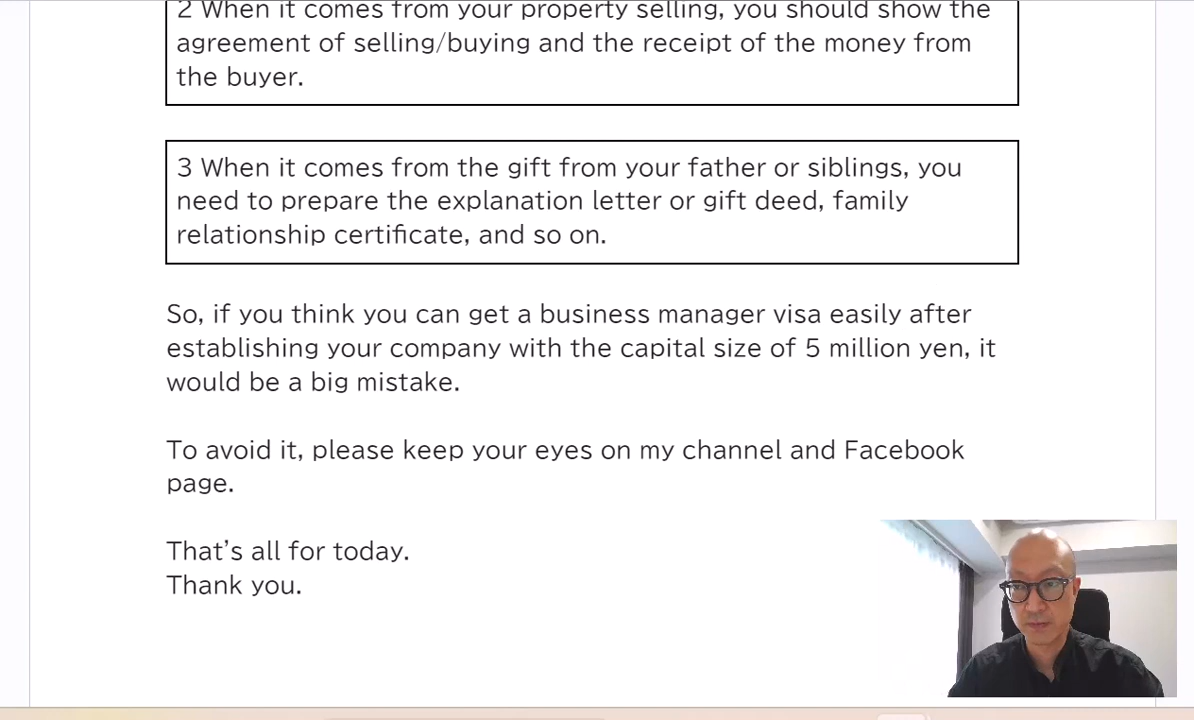 2 When it comes from your property selling, you should show the
agreement of selling/buying and the receipt of the money from
the buyer.
3 When it comes from the gift from your father or siblings, you
need to prepare the explanation letter or gift deed, family
relationship certificate, and so on.
So, if you think you can get a business manager visa easily after
establishing your company with the capital size of 5 million yen, it
would be a big mistake.
To avoid it, please keep your eyes on my channel and Facebook
page.
That’s all for today.
Thank you.